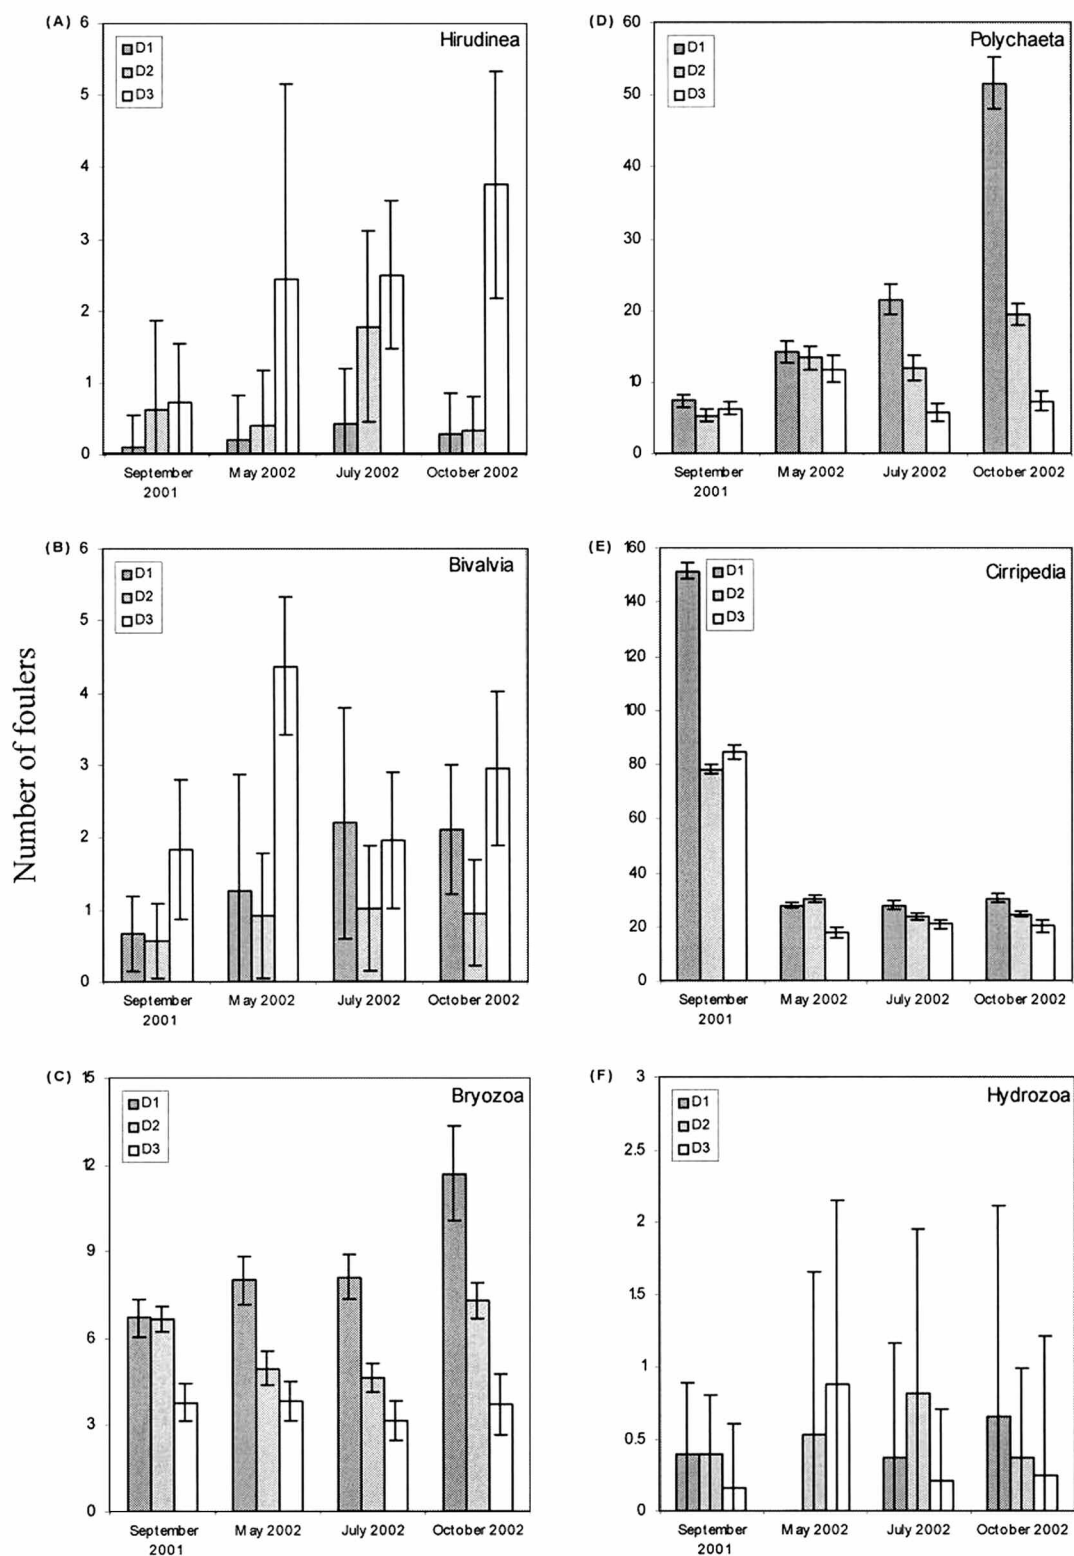 Number of foulers
(A)
Hirudinea
D1
D2
D3
6
5
4
3
2
1
0
September
2001
May 2002
July 2002
October 2002
(D)
Polychaeta
D1
D2
D3
60
50
40
30
20
10
0
September
2001
May 2002
July 2002
October 2002
(B)
Bivalvia
D1
D2
D3
6
5
4
3
2
1
0
September
2001
May 2002
July 2002
October 2002
(E)
Cirripedia
D1
D2
D3
160
140
120
100
80
60
40
20
0
September
2001
May 2002
July 2002
October 2002
(C)
Bryozoa
D1
D2
D3
15
12
9
6
3
0
September
2001
May 2002
July 2002
October 2002
(F)
Hydrozoa
D1
D2
D3
3
2.5
2
1.5
1
0.5
0
September
2001
May 2002
July 2002
October 2002